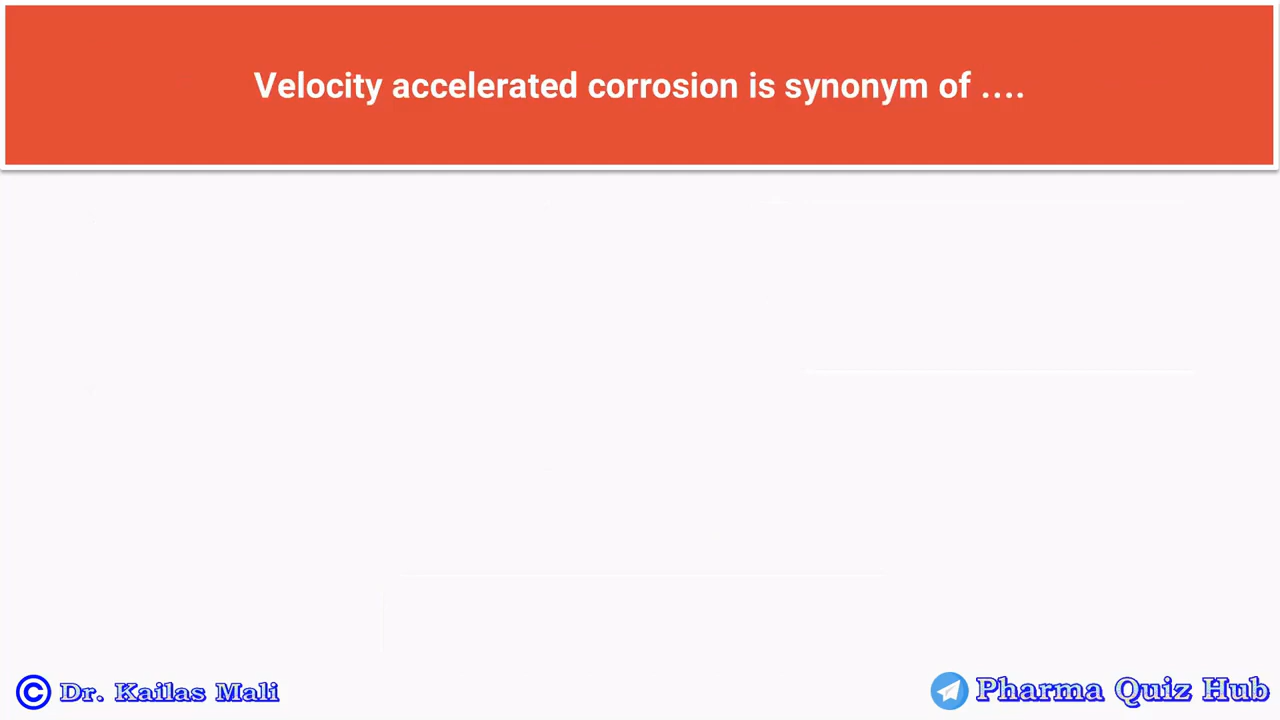 Velocity accelerated corrosion is synonym of ....
© Dr. Kailas Mali
Pharma Quiz Hub